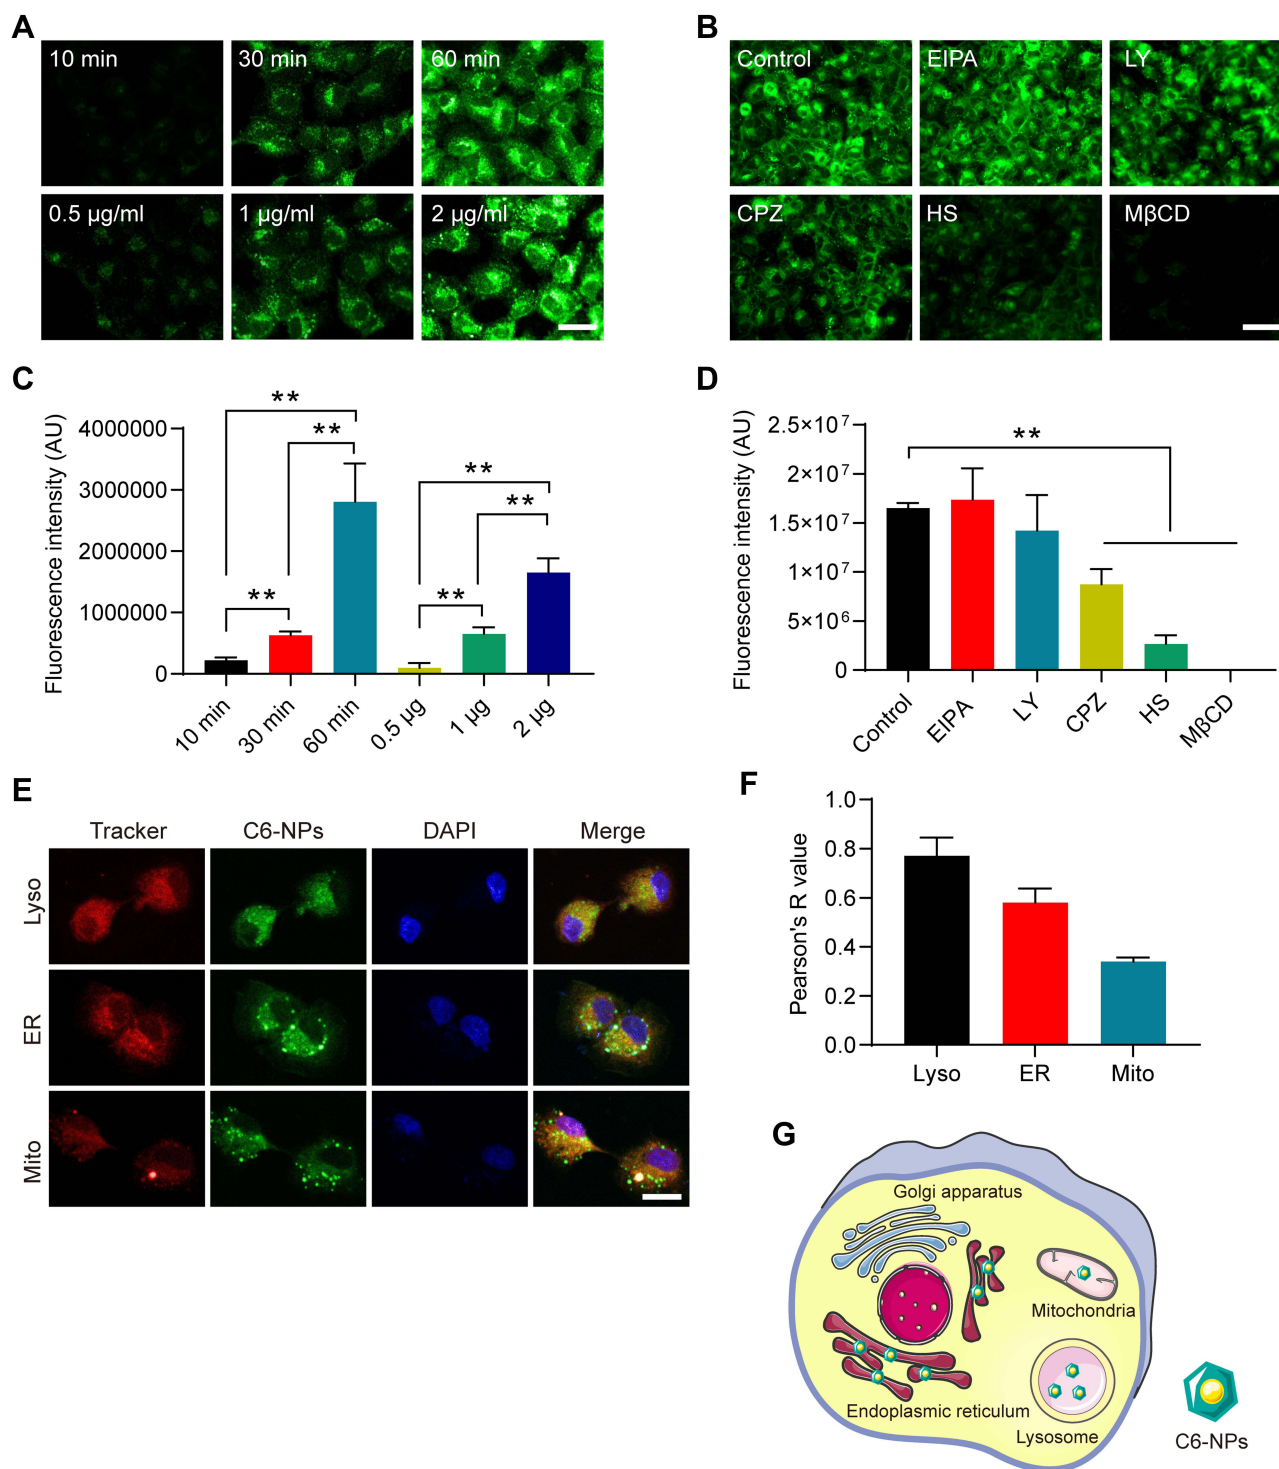 A
10 min
30 min
60 min
0.5 μg/ml
1 μg/ml
2 μg/ml
B
Control
EIPA
LY
CPZ
HS
MβCD
C
Fluorescence intensity (AU)
4000000
3000000
2000000
1000000
0
**
**
**
**
**
**
10 min
30 min
60 min
0.5 μg
1 μg
2 μg
D
Fluorescence intensity (AU)
2.5×10⁷
2×10⁷
1.5×10⁷
1×10⁷
5×10⁶
0
**
Control
EIPA
LY
CPZ
HS
MβCD
E
Tracker
C6-NPs
DAPI
Merge
Lyso
ER
Mito
F
Pearson's R value
1.0
0.8
0.6
0.4
0.2
0.0
Lyso
ER
Mito
G
Golgi apparatus
Mitochondria
Endoplasmic reticulum
Lysosome
C6-NPs